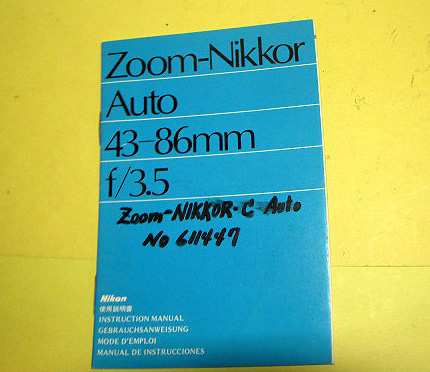 Zoom-Nikkor
Auto
43-86mm
f/3.5
Zoom-NIKKOR-C-Auto
No 611447
Nikon
使用説明書
INSTRUCTION MANUAL
GEBRAUCHSANWEISUNG
MODE D'EMPLOI
MANUAL DE INSTRUCCIONES